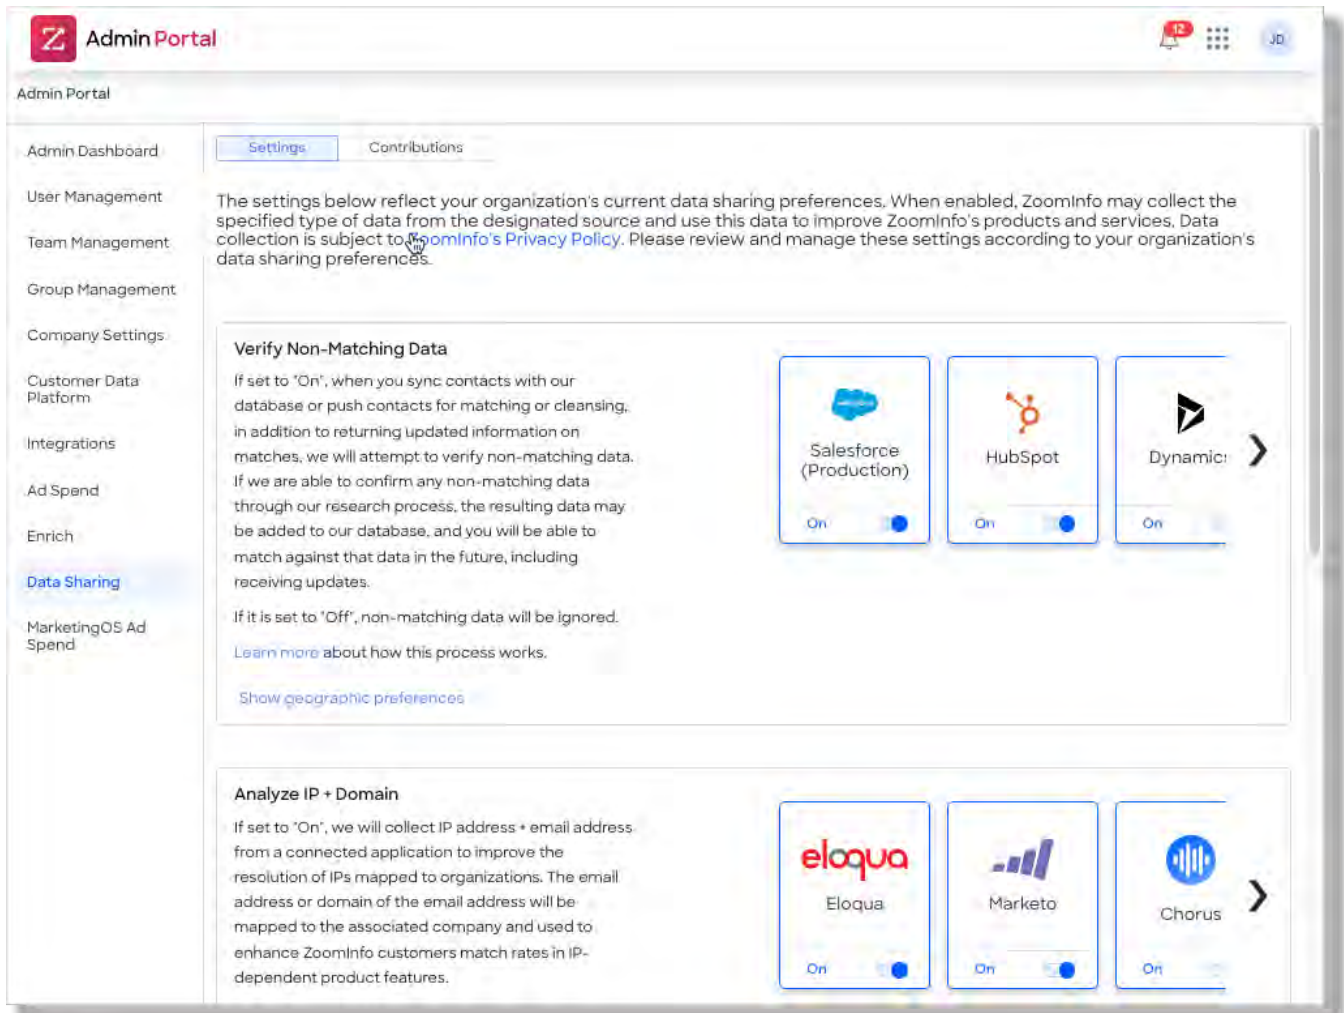 Z Admin Portal
12
JD
Admin Portal
Admin Dashboard
User Management
Team Management
Group Management
Company Settings
Customer Data
Platform
Integrations
Ad Spend
Enrich
Data Sharing
MarketingOS Ad
Spend
Settings Contributions
The settings below reflect your organization's current data sharing preferences. When enabled, ZoomInfo may collect the
specified type of data from the designated source and use this data to improve ZoomInfo's products and services. Data
collection is subject to ZoomInfo's Privacy Policy. Please review and manage these settings according to your organization's
data sharing preferences.
Verify Non-Matching Data
If set to "On", when you sync contacts with our
database or push contacts for matching or cleansing,
in addition to returning updated information on
matches, we will attempt to verify non-matching data.
If we are able to confirm any non-matching data
through our research process, the resulting data may
be added to our database, and you will be able to
match against that data in the future, including
receiving updates.
If it is set to "Off", non-matching data will be ignored.
Learn more about how this process works.
Show geographic preferences
Salesforce
(Production)
On
HubSpot
On
Dynamics
On
Analyze IP + Domain
If set to "On", we will collect IP address + email address
from a connected application to improve the
resolution of IPs mapped to organizations. The email
address or domain of the email address will be
mapped to the associated company and used to
enhance ZoomInfo customers match rates in IP-
dependent product features.
eloqua
Eloqua
On
Marketo
On
Chorus
On